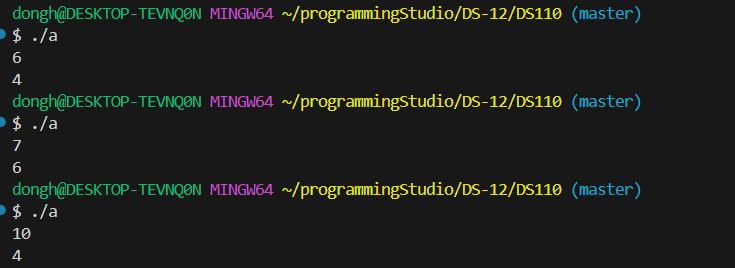 dongh@DESKTOP-TEVNQ0N MINGW64 ~/programmingStudio/DS-12/DS110 (master)
$ ./a
6
4
dongh@DESKTOP-TEVNQ0N MINGW64 ~/programmingStudio/DS-12/DS110 (master)
$ ./a
7
6
dongh@DESKTOP-TEVNQ0N MINGW64 ~/programmingStudio/DS-12/DS110 (master)
$ ./a
10
4